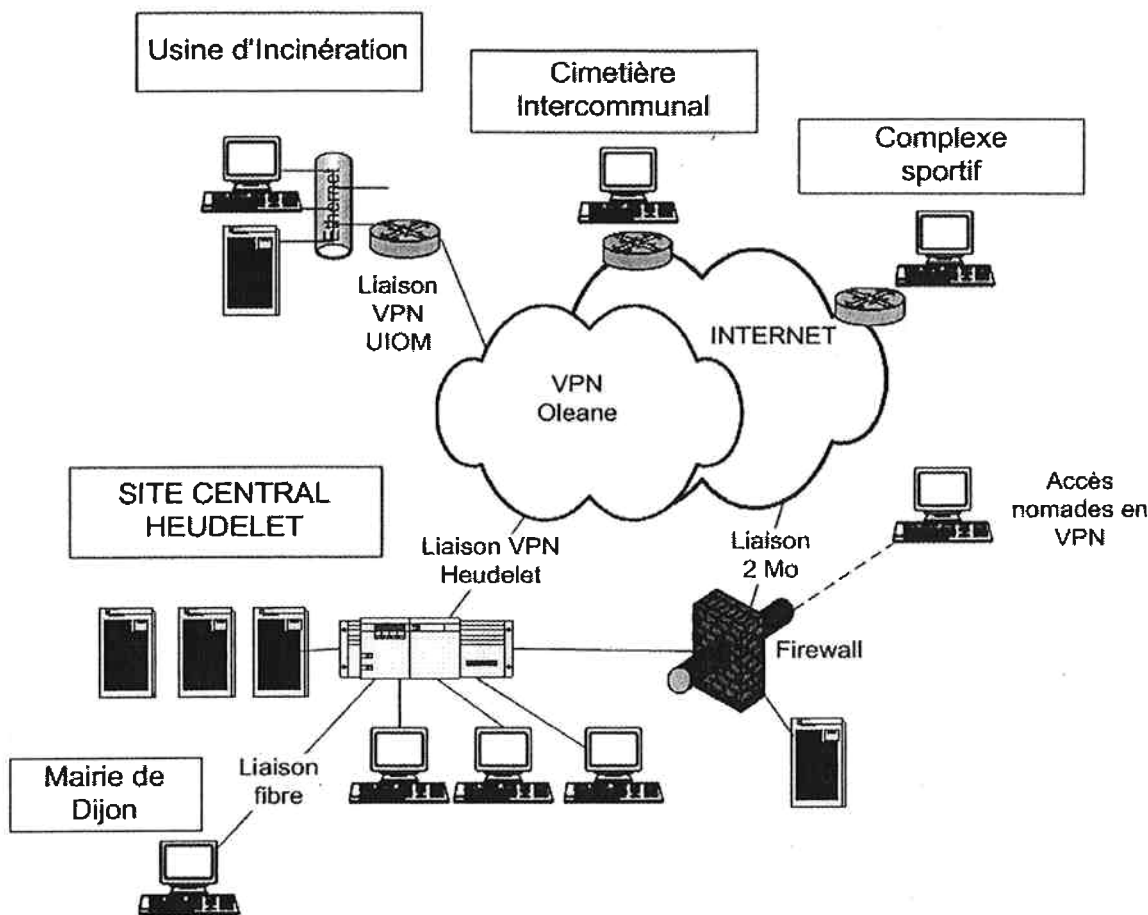 Usine d'Incinération
Cimetière
Intercommunal
Complexe
sportif
Ethernet
Liaison
VPN
UIOM
INTERNET
VPN
Oleane
SITE CENTRAL
HEUDELET
Accès
nomades en
VPN
Liaison VPN
Heudelet
Liaison
2 Mo
Firewall
Mairie de
Dijon
Liaison
fibre